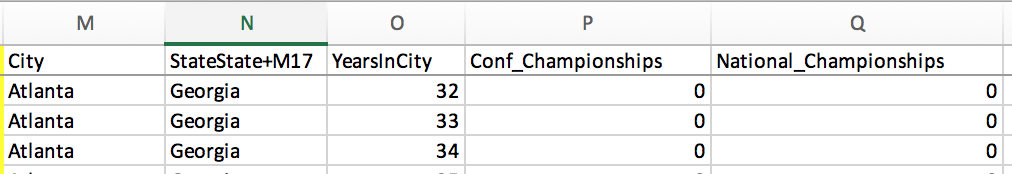 M N O P Q
City StateState+M17 YearsInCity Conf_Championships National_Championships
Atlanta Georgia 32 0 0
Atlanta Georgia 33 0 0
Atlanta Georgia 34 0 0